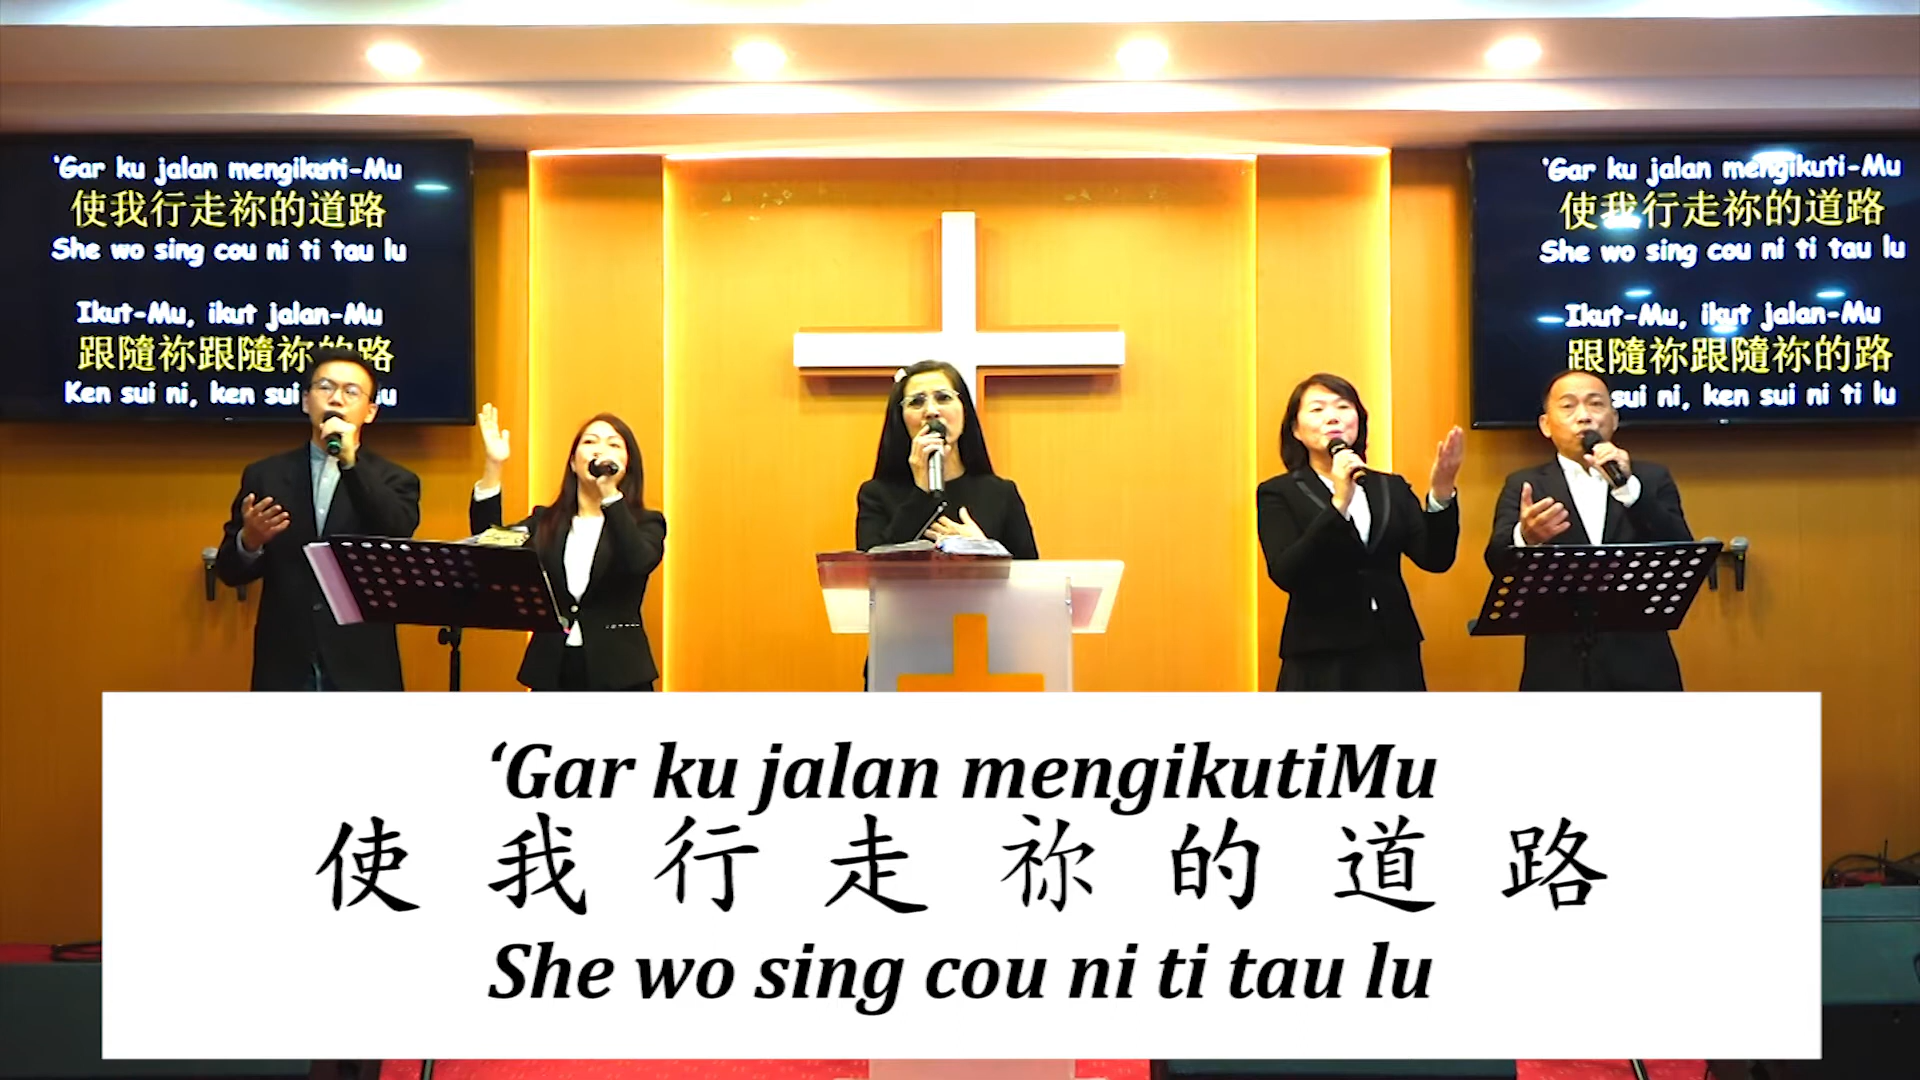 ‘Gar ku jalan mengikuti-Mu
使我行走祢的道路
She wo sing cou ni ti tau lu
Ikut-Mu, ikut jalan-Mu
跟隨祢跟隨祢的路
Ken sui ni, ken sui
‘Gar ku jalan mengikuti-Mu
使我行走祢的道路
She wo sing cou ni ti tau lu
Ikut-Mu, ikut jalan-Mu
跟隨祢跟隨祢的路
sui ni, ken sui ni ti lu
‘Gar ku jalan mengikutiMu
使我行走祢的道路
She wo sing cou ni ti tau lu